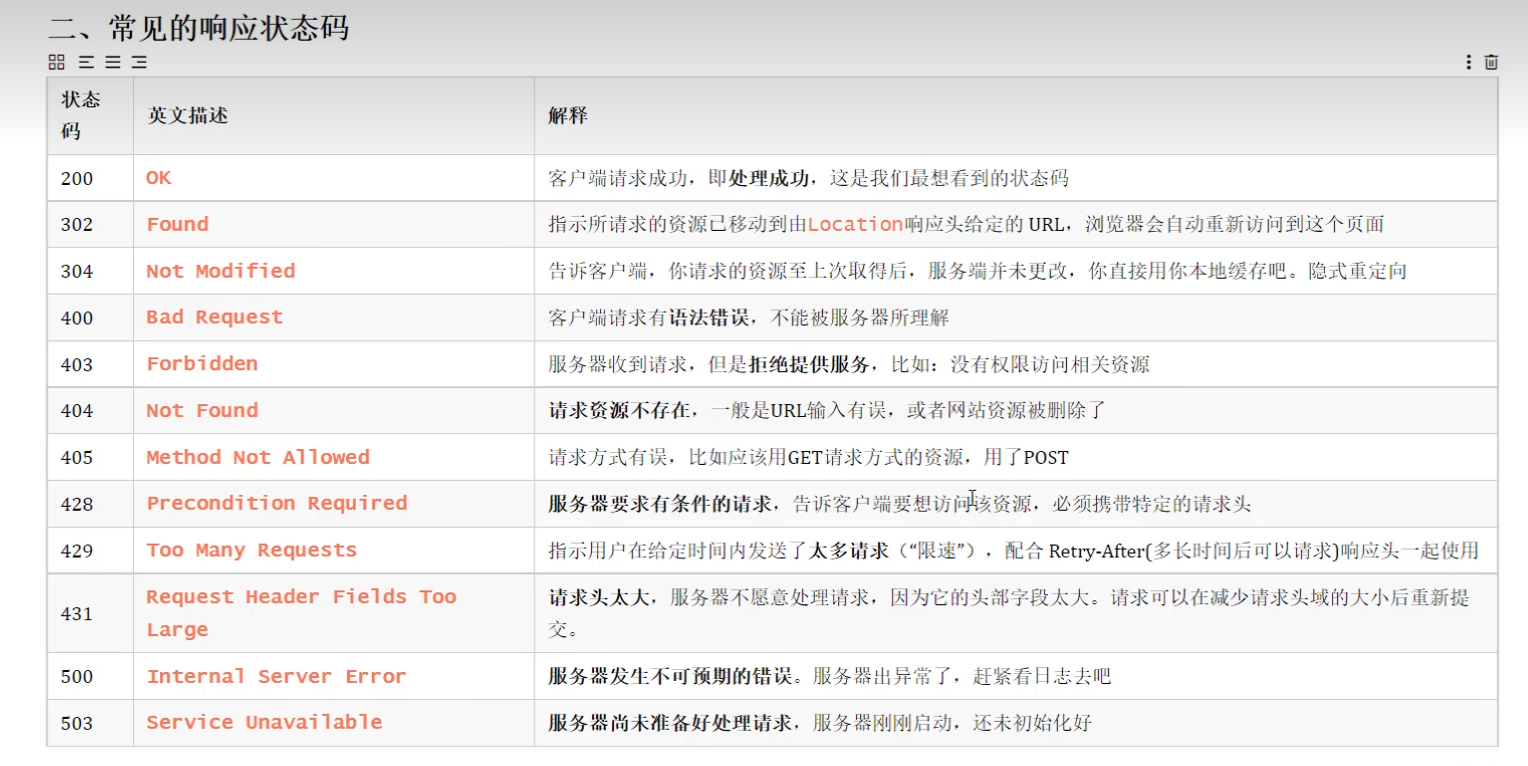 二、常见的响应状态码
状态
码
英文描述
解释
200
OK
客户端请求成功，即处理成功，这是我们最想看到的状态码
302
Found
指示所请求的资源已移动到由Location响应头给定的 URL，浏览器会自动重新访问到这个页面
304
Not Modified
告诉客户端，你请求的资源至上次取得后，服务端并未更改，你直接用你本地缓存吧。隐式重定向
400
Bad Request
客户端请求有语法错误，不能被服务器所理解
403
Forbidden
服务器收到请求，但是拒绝提供服务，比如：没有权限访问相关资源
404
Not Found
请求资源不存在，一般是URL输入有误，或者网站资源被删除了
405
Method Not Allowed
请求方式有误，比如应该用GET请求方式的资源，用了POST
428
Precondition Required
服务器要求有条件的请求，告诉客户端要想访问该资源，必须携带特定的请求头
429
Too Many Requests
指示用户在给定时间内发送了太多请求（“限速”），配合 Retry-After(多长时间后可以请求)响应头一起使用
431
Request Header Fields Too
Large
请求头太大，服务器不愿意处理请求，因为它的头部字段太大。请求可以在减少请求头域的大小后重新提
交。
500
Internal Server Error
服务器发生不可预期的错误。服务器出异常了，赶紧看日志去吧
503
Service Unavailable
服务器尚未准备好处理请求，服务器刚刚启动，还未初始化好